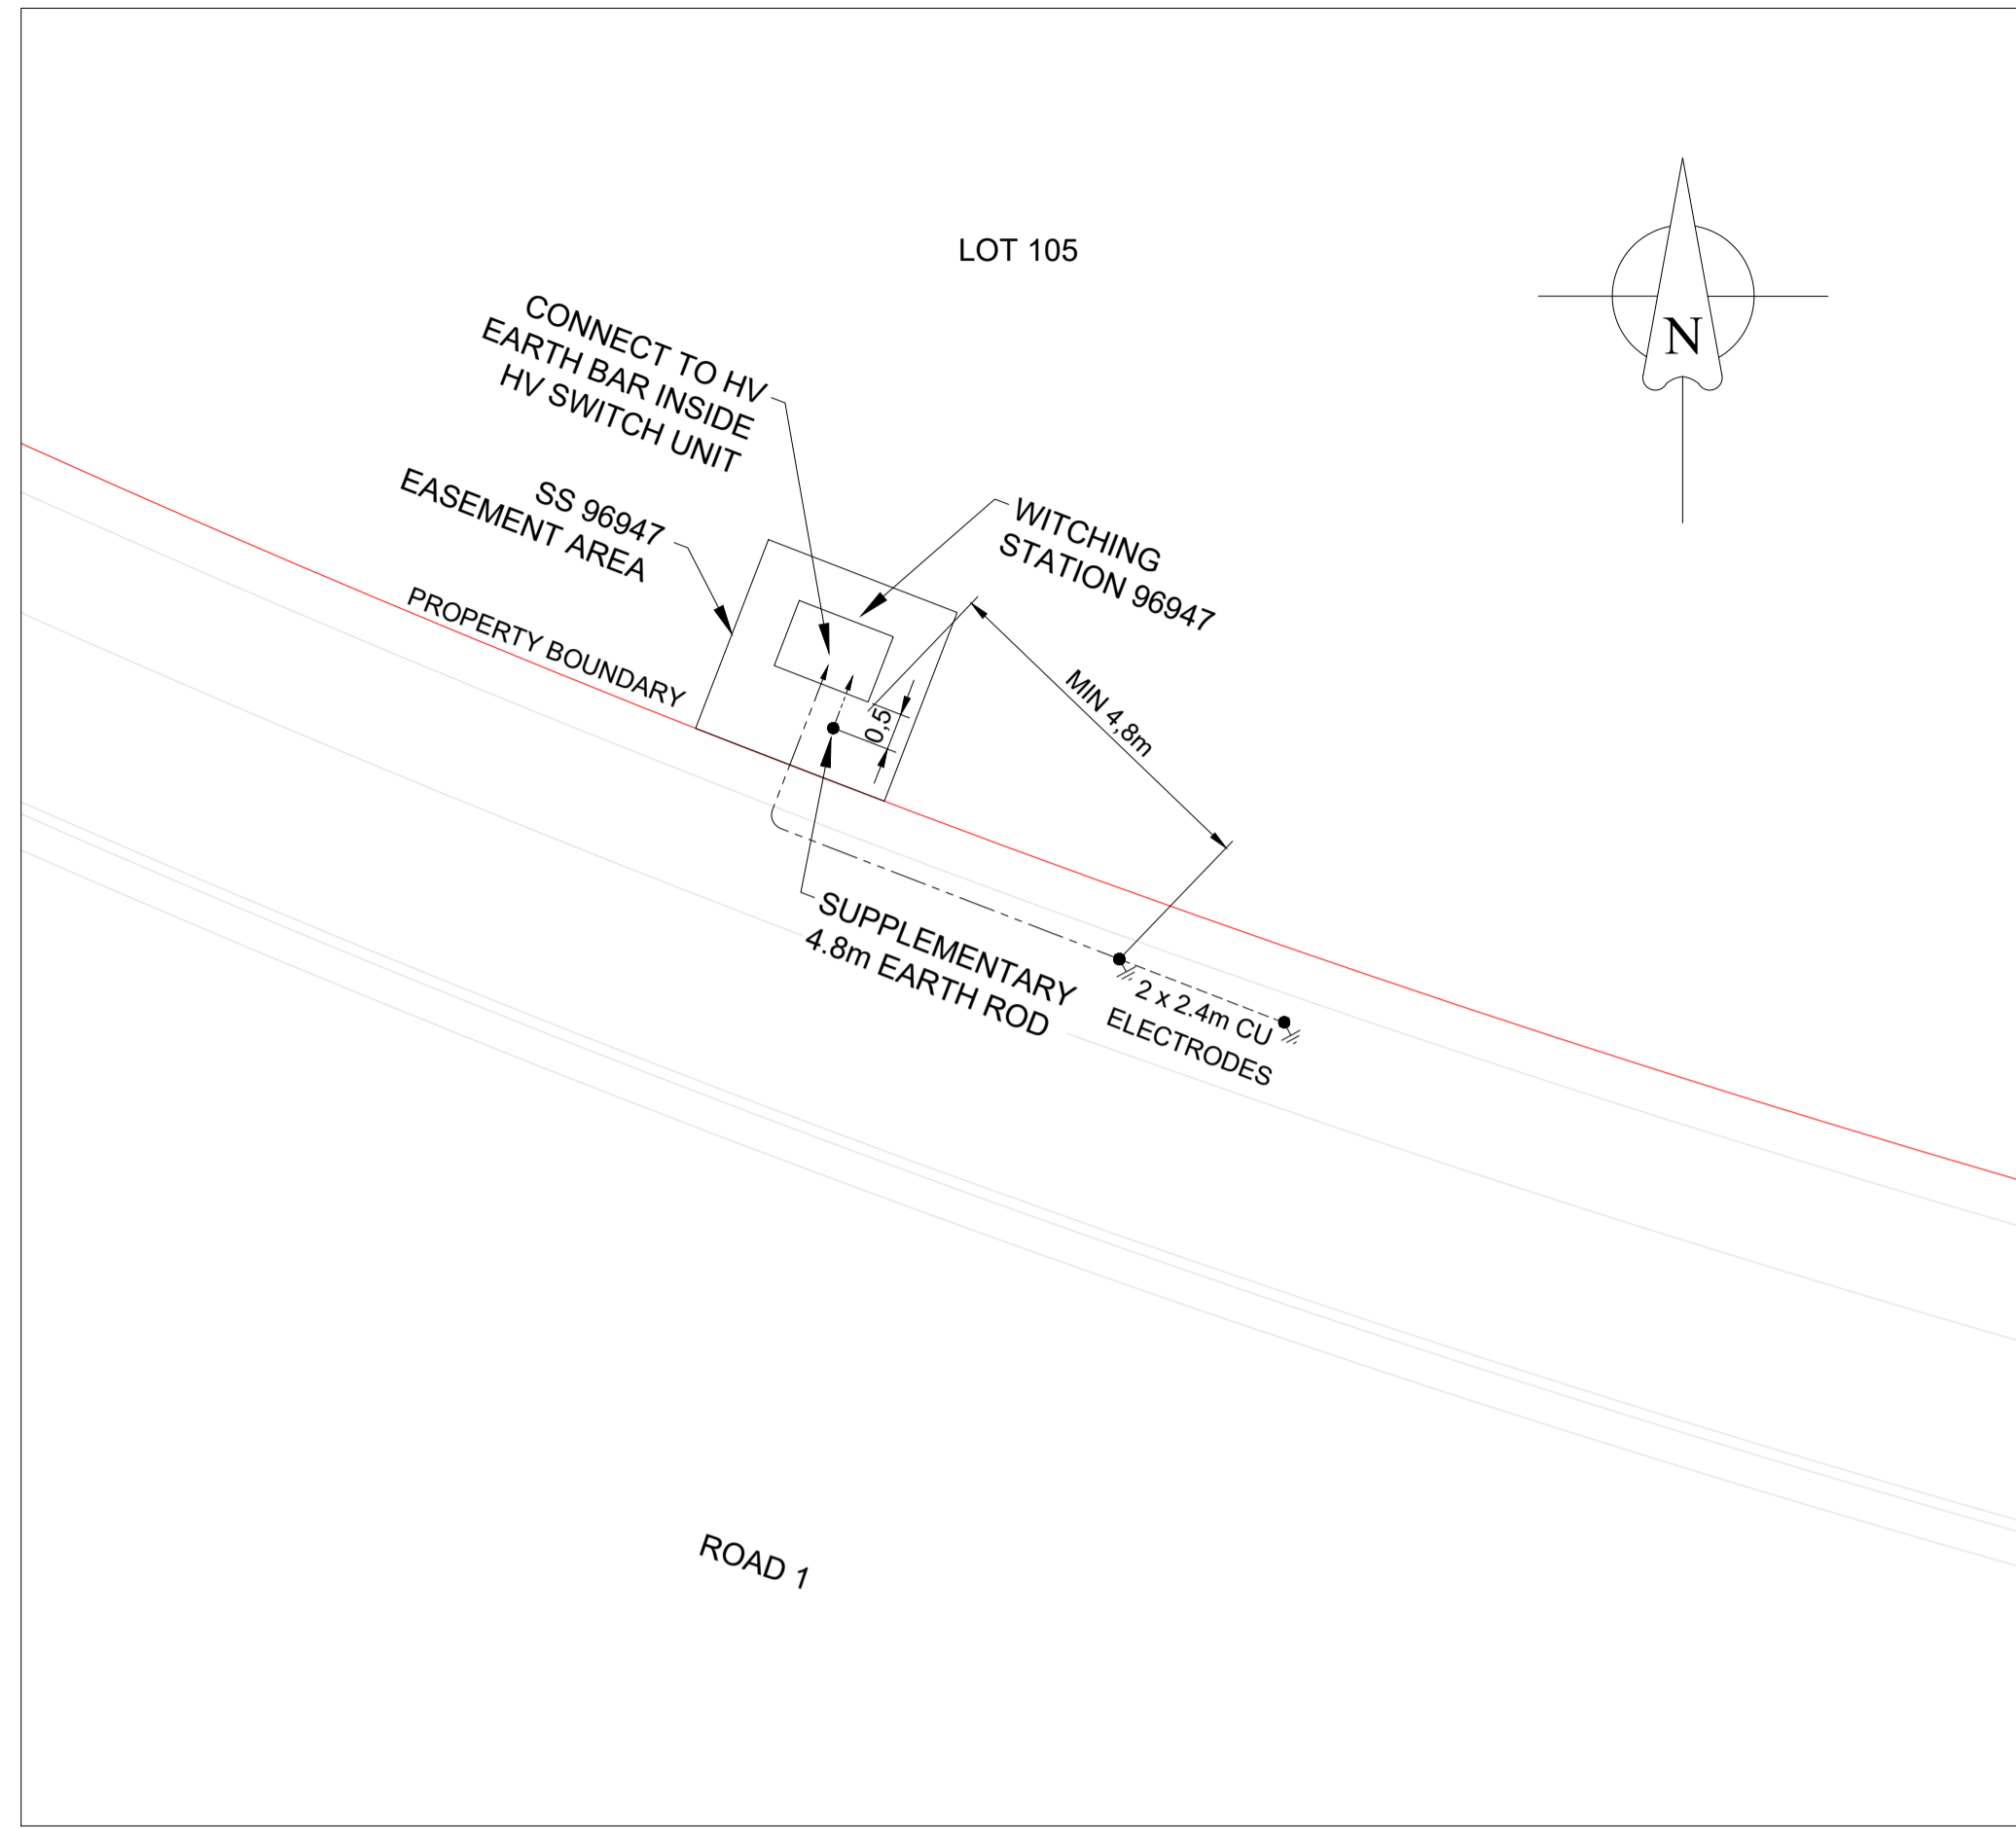 LOT 105
N
CONNECT TO HV
EARTH BAR INSIDE
HV SWITCH UNIT
SS 96947
EASEMENT AREA
WITCHING
STATION 96947
PROPERTY BOUNDARY
MIN 4,8m
0,5
SUPPLEMENTARY
4.8m EARTH ROD
2 x 2.4m CU
ELECTRODES
ROAD 1